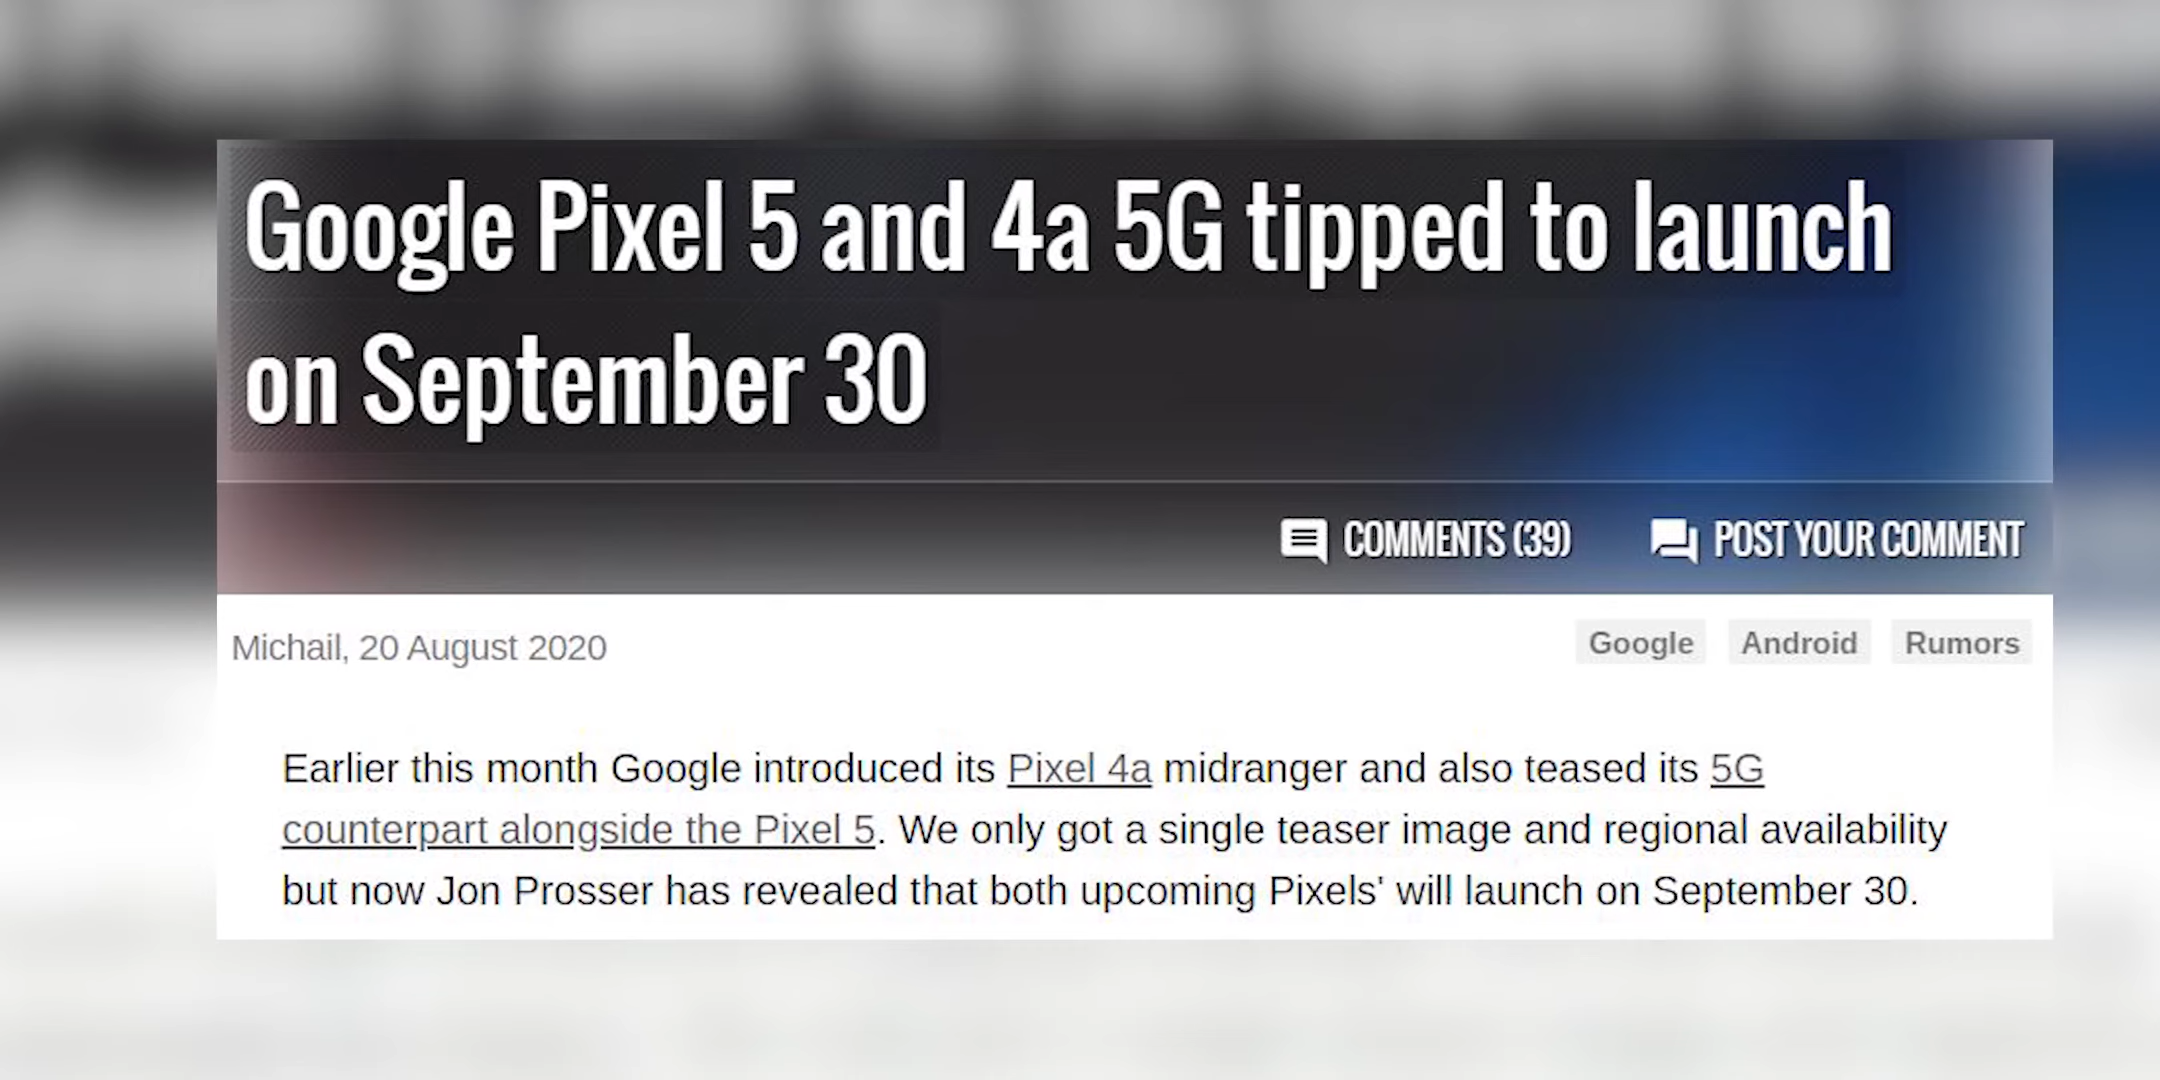 Google Pixel 5 and 4a 5G tipped to launch
on September 30
COMMENTS (39) POST YOUR COMMENT
Michail, 20 August 2020 Google Android Rumors
Earlier this month Google introduced its Pixel 4a midranger and also teased its 5G
counterpart alongside the Pixel 5. We only got a single teaser image and regional availability
but now Jon Prosser has revealed that both upcoming Pixels' will launch on September 30.